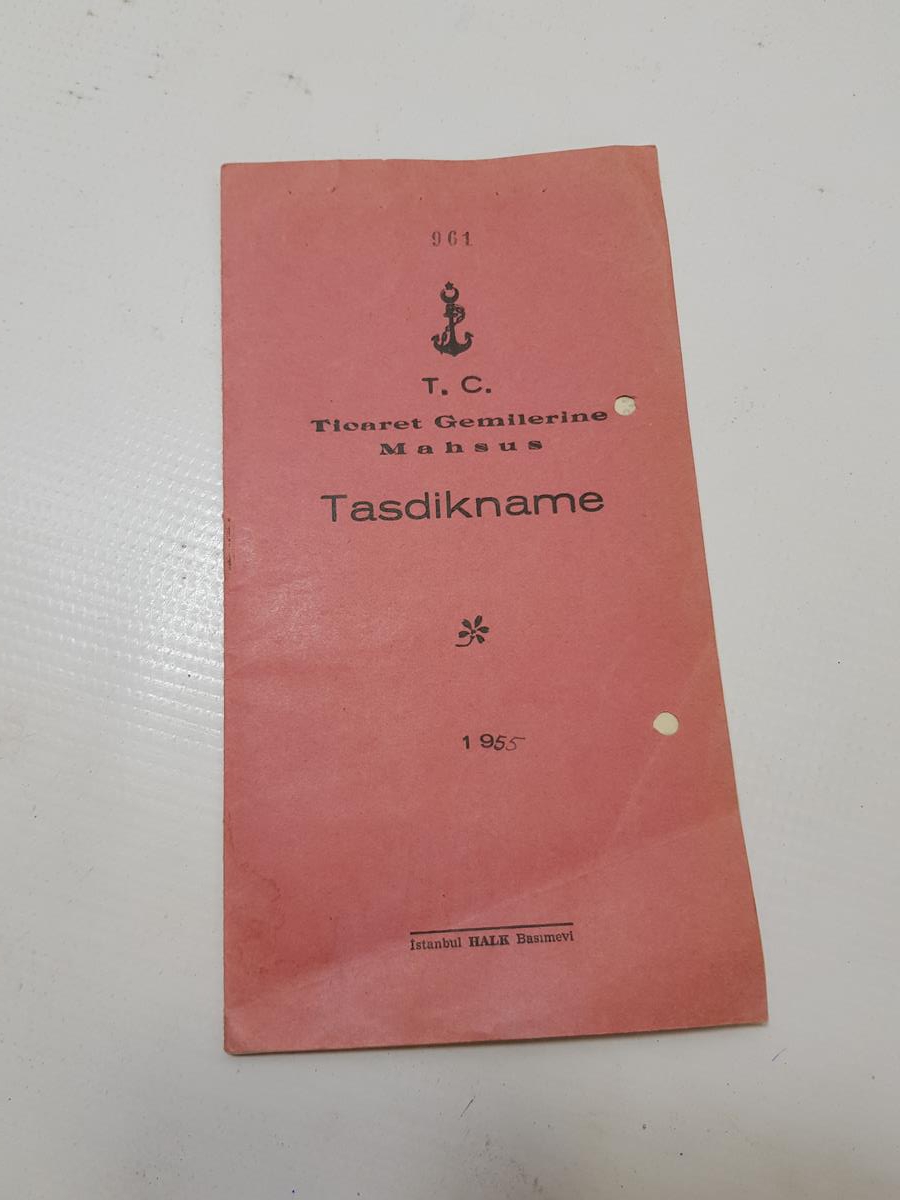 961
T. C.
Ticaret Gemilerine
Mahsus
Tasdikname
1955
İstanbul HALK Basımevi